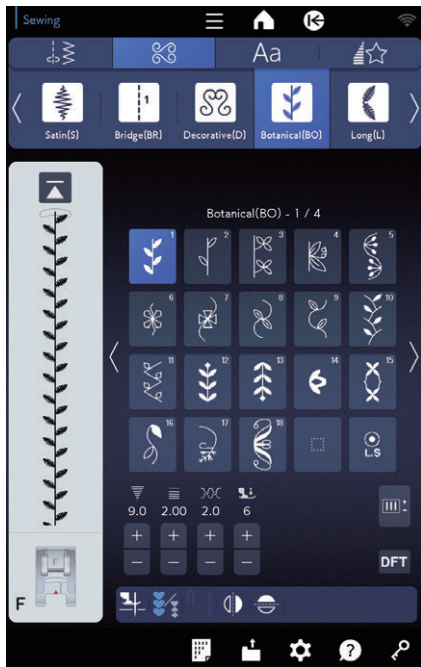 Sewing
Aa
1
Satin(S) Bridge(BR) Decorative(D) Botanical(BO) Long(L)
Botanical(BO) - 1 / 4
1 2 3 4 5
6 7 8 9 10
11 12 13 14 15
16 17 18
L.S
9.0 2.00 2.0 6
+ + + +
− − − −
DFT
F
F
?